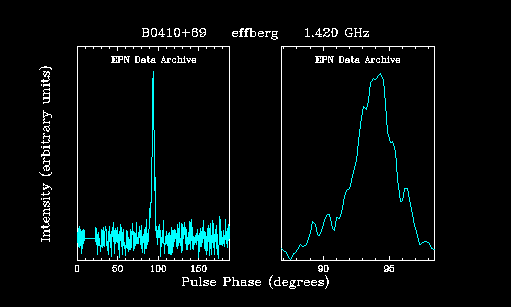 B0410+69 effberg 1.420 GHz
EPN Data Archive EPN Data Archive
Intensity (arbitrary units)
0 50 100 150 90 95
Pulse Phase (degrees)